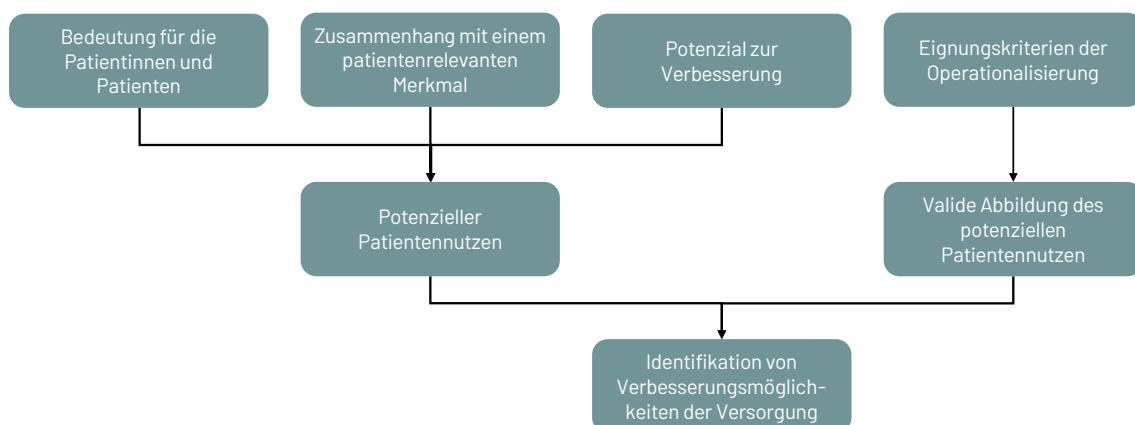 Bedeutung für die
Patientinnen und
Patienten
Zusammenhang mit einem
patientenrelevanten
Merkmal
Potenzial zur
Verbesserung
Eignungskriterien der
Operationalisierung
Potenzieller
Patientennutzen
Valide Abbildung des
potenziellen
Patientennutzen
Identifikation von
Verbesserungsmöglich-
keiten der Versorgung